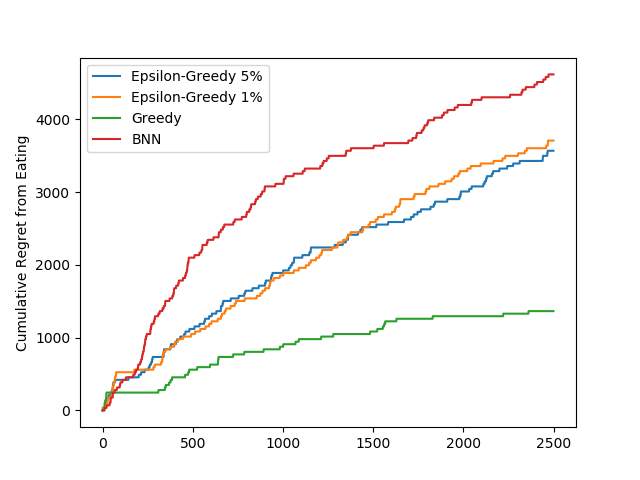 Epsilon-Greedy 5%
Epsilon-Greedy 1%
Greedy
BNN
Cumulative Regret from Eating
4000
3000
2000
1000
0
0 500 1000 1500 2000 2500